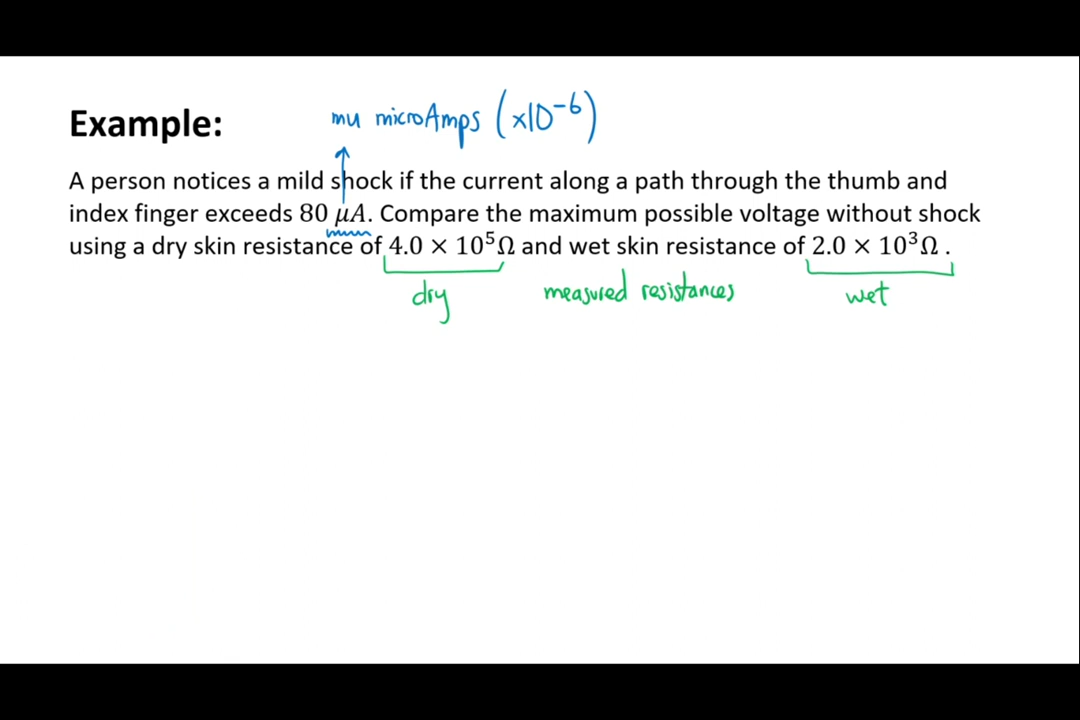 Example:
mu microAmps (×10⁻⁶)
A person notices a mild shock if the current along a path through the thumb and
index finger exceeds 80 μA. Compare the maximum possible voltage without shock
using a dry skin resistance of 4.0 × 10⁵Ω and wet skin resistance of 2.0 × 10³Ω .
dry measured resistances wet